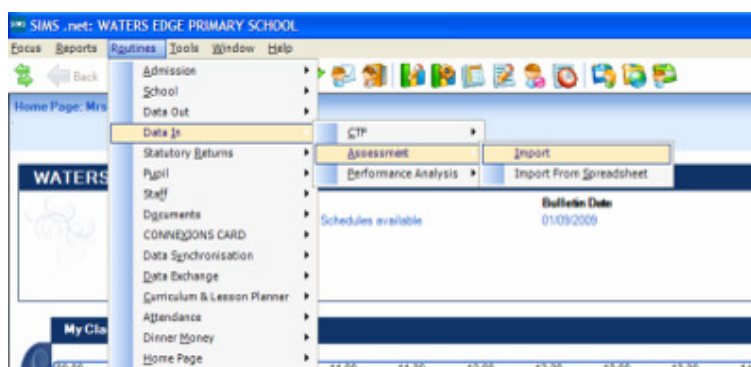 SIMS .net: WATERS EDGE PRIMARY SCHOOL
Focus Reports Routines Tools Window Help
Back
Home Page: Mrs
Admission
School
Data Out
Data In
Statutory Returns
Pupil
Staff
Documents
CONNEXIONS CARD
Data Synchronisation
Data Exchange
Curriculum & Lesson Planner
Attendance
Dinner Money
Home Page
CTF
Assessment
Performance Analysis
Import
Import From Spreadsheet
WATERS
Schedules available
Bulletin Date
01/09/2009
My Cla